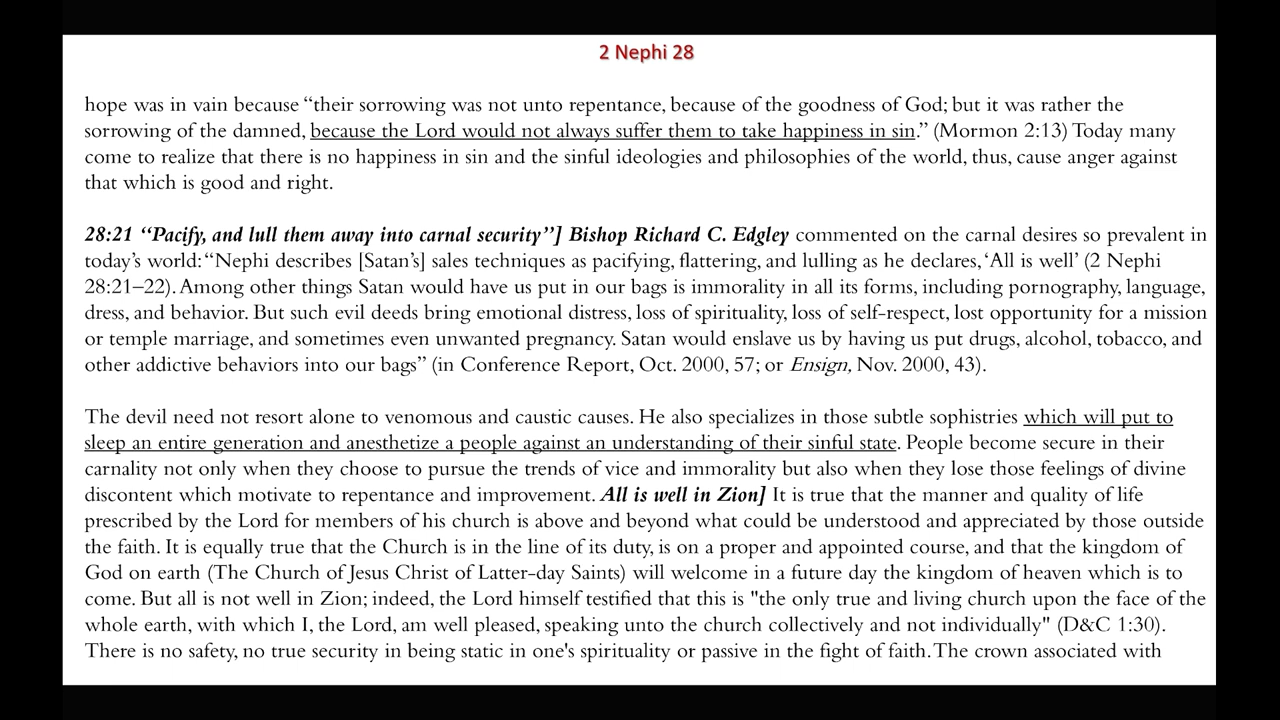 2 Nephi 28
hope was in vain because “their sorrowing was not unto repentance, because of the goodness of God; but it was rather the
sorrowing of the damned, because the Lord would not always suffer them to take happiness in sin.” (Mormon 2:13) Today many
come to realize that there is no happiness in sin and the sinful ideologies and philosophies of the world, thus, cause anger against
that which is good and right.
28:21 “Pacify, and lull them away into carnal security”] Bishop Richard C. Edgley commented on the carnal desires so prevalent in
today’s world: “Nephi describes [Satan’s] sales techniques as pacifying, flattering, and lulling as he declares, ‘All is well’ (2 Nephi
28:21–22). Among other things Satan would have us put in our bags is immorality in all its forms, including pornography, language,
dress, and behavior. But such evil deeds bring emotional distress, loss of spirituality, loss of self-respect, lost opportunity for a mission
or temple marriage, and sometimes even unwanted pregnancy. Satan would enslave us by having us put drugs, alcohol, tobacco, and
other addictive behaviors into our bags” (in Conference Report, Oct. 2000, 57; or Ensign, Nov. 2000, 43).
The devil need not resort alone to venomous and caustic causes. He also specializes in those subtle sophistries which will put to
sleep an entire generation and anesthetize a people against an understanding of their sinful state. People become secure in their
carnality not only when they choose to pursue the trends of vice and immorality but also when they lose those feelings of divine
discontent which motivate to repentance and improvement. All is well in Zion] It is true that the manner and quality of life
prescribed by the Lord for members of his church is above and beyond what could be understood and appreciated by those outside
the faith. It is equally true that the Church is in the line of its duty, is on a proper and appointed course, and that the kingdom of
God on earth (The Church of Jesus Christ of Latter-day Saints) will welcome in a future day the kingdom of heaven which is to
come. But all is not well in Zion; indeed, the Lord himself testified that this is "the only true and living church upon the face of the
whole earth, with which I, the Lord, am well pleased, speaking unto the church collectively and not individually" (D&C 1:30).
There is no safety, no true security in being static in one's spirituality or passive in the fight of faith. The crown associated with